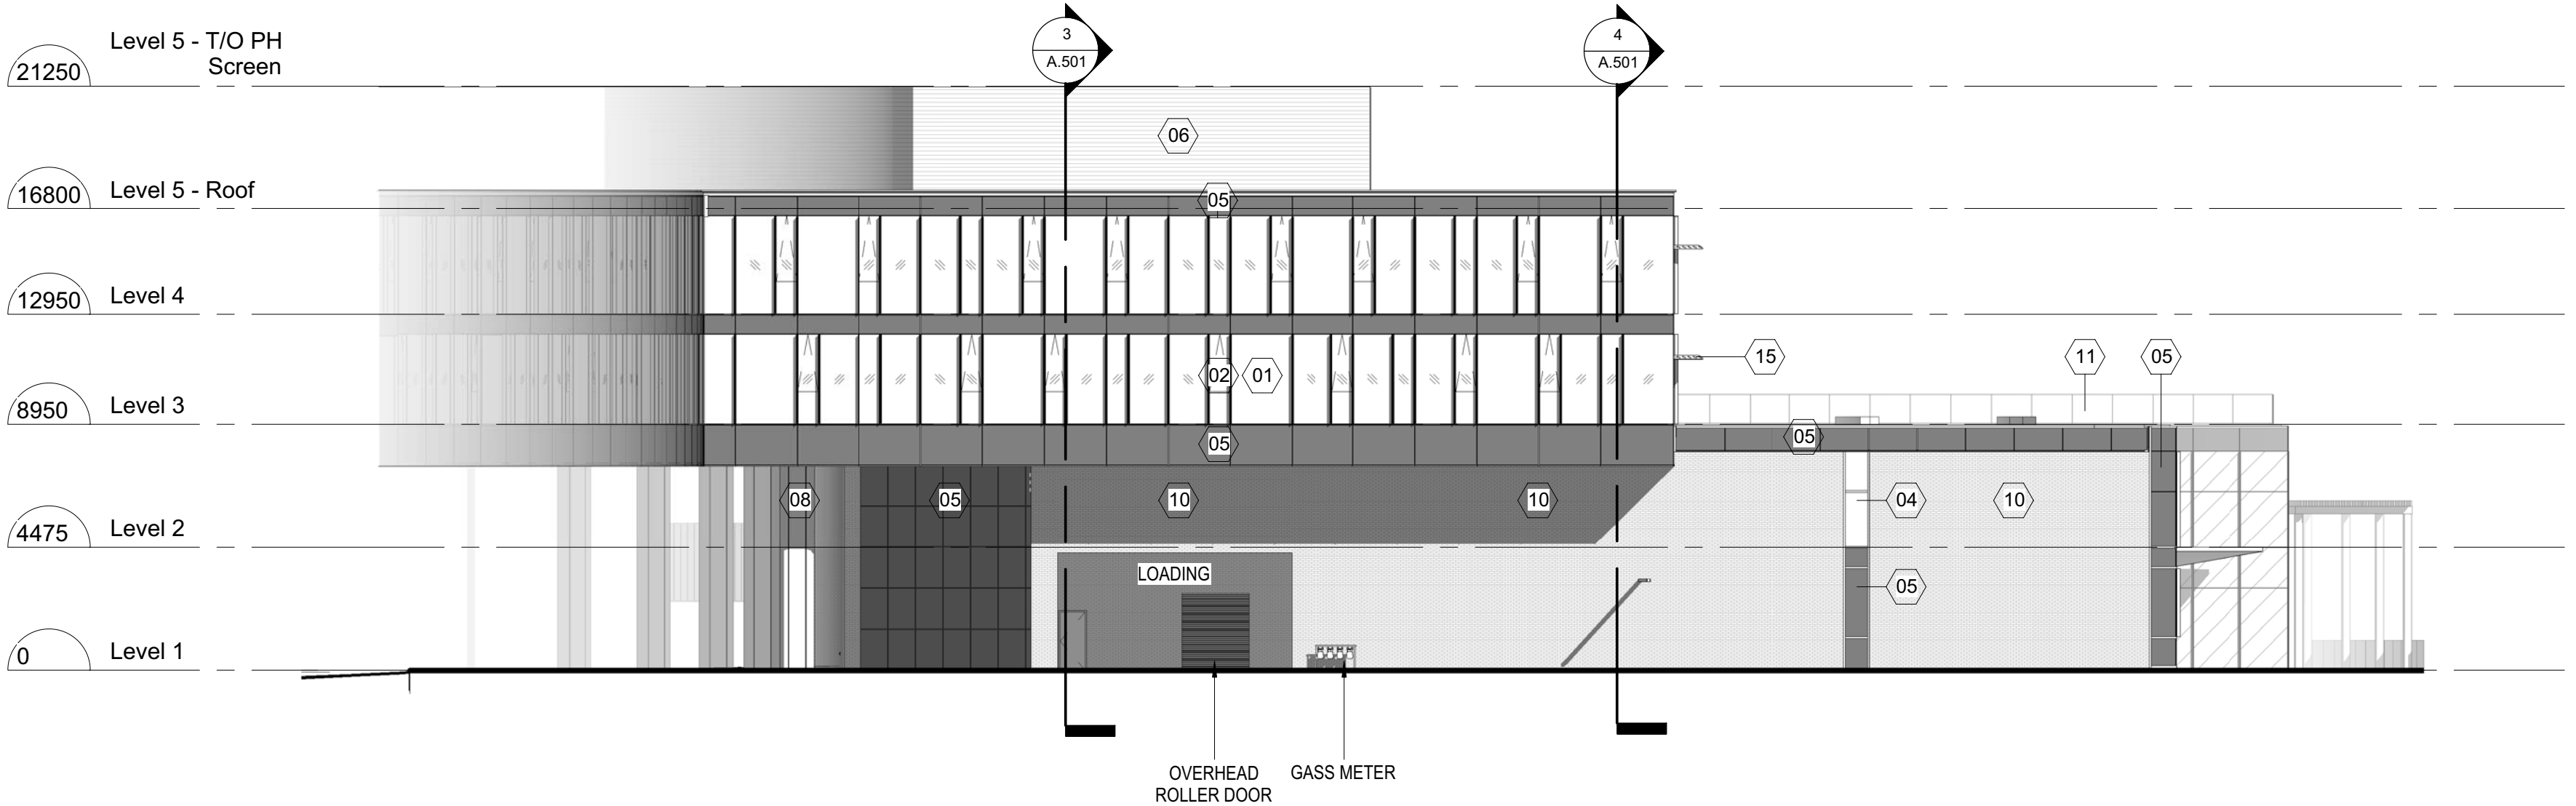 3
A.501
4
A.501
Level 5 - T/O PH
Screen
21250
06
16800
Level 5 - Roof
05
12950
Level 4
02
01
15
11
05
8950
Level 3
05
05
08
05
10
10
04
10
4475
Level 2
LOADING
05
0
Level 1
OVERHEAD
ROLLER DOOR
GASS METER